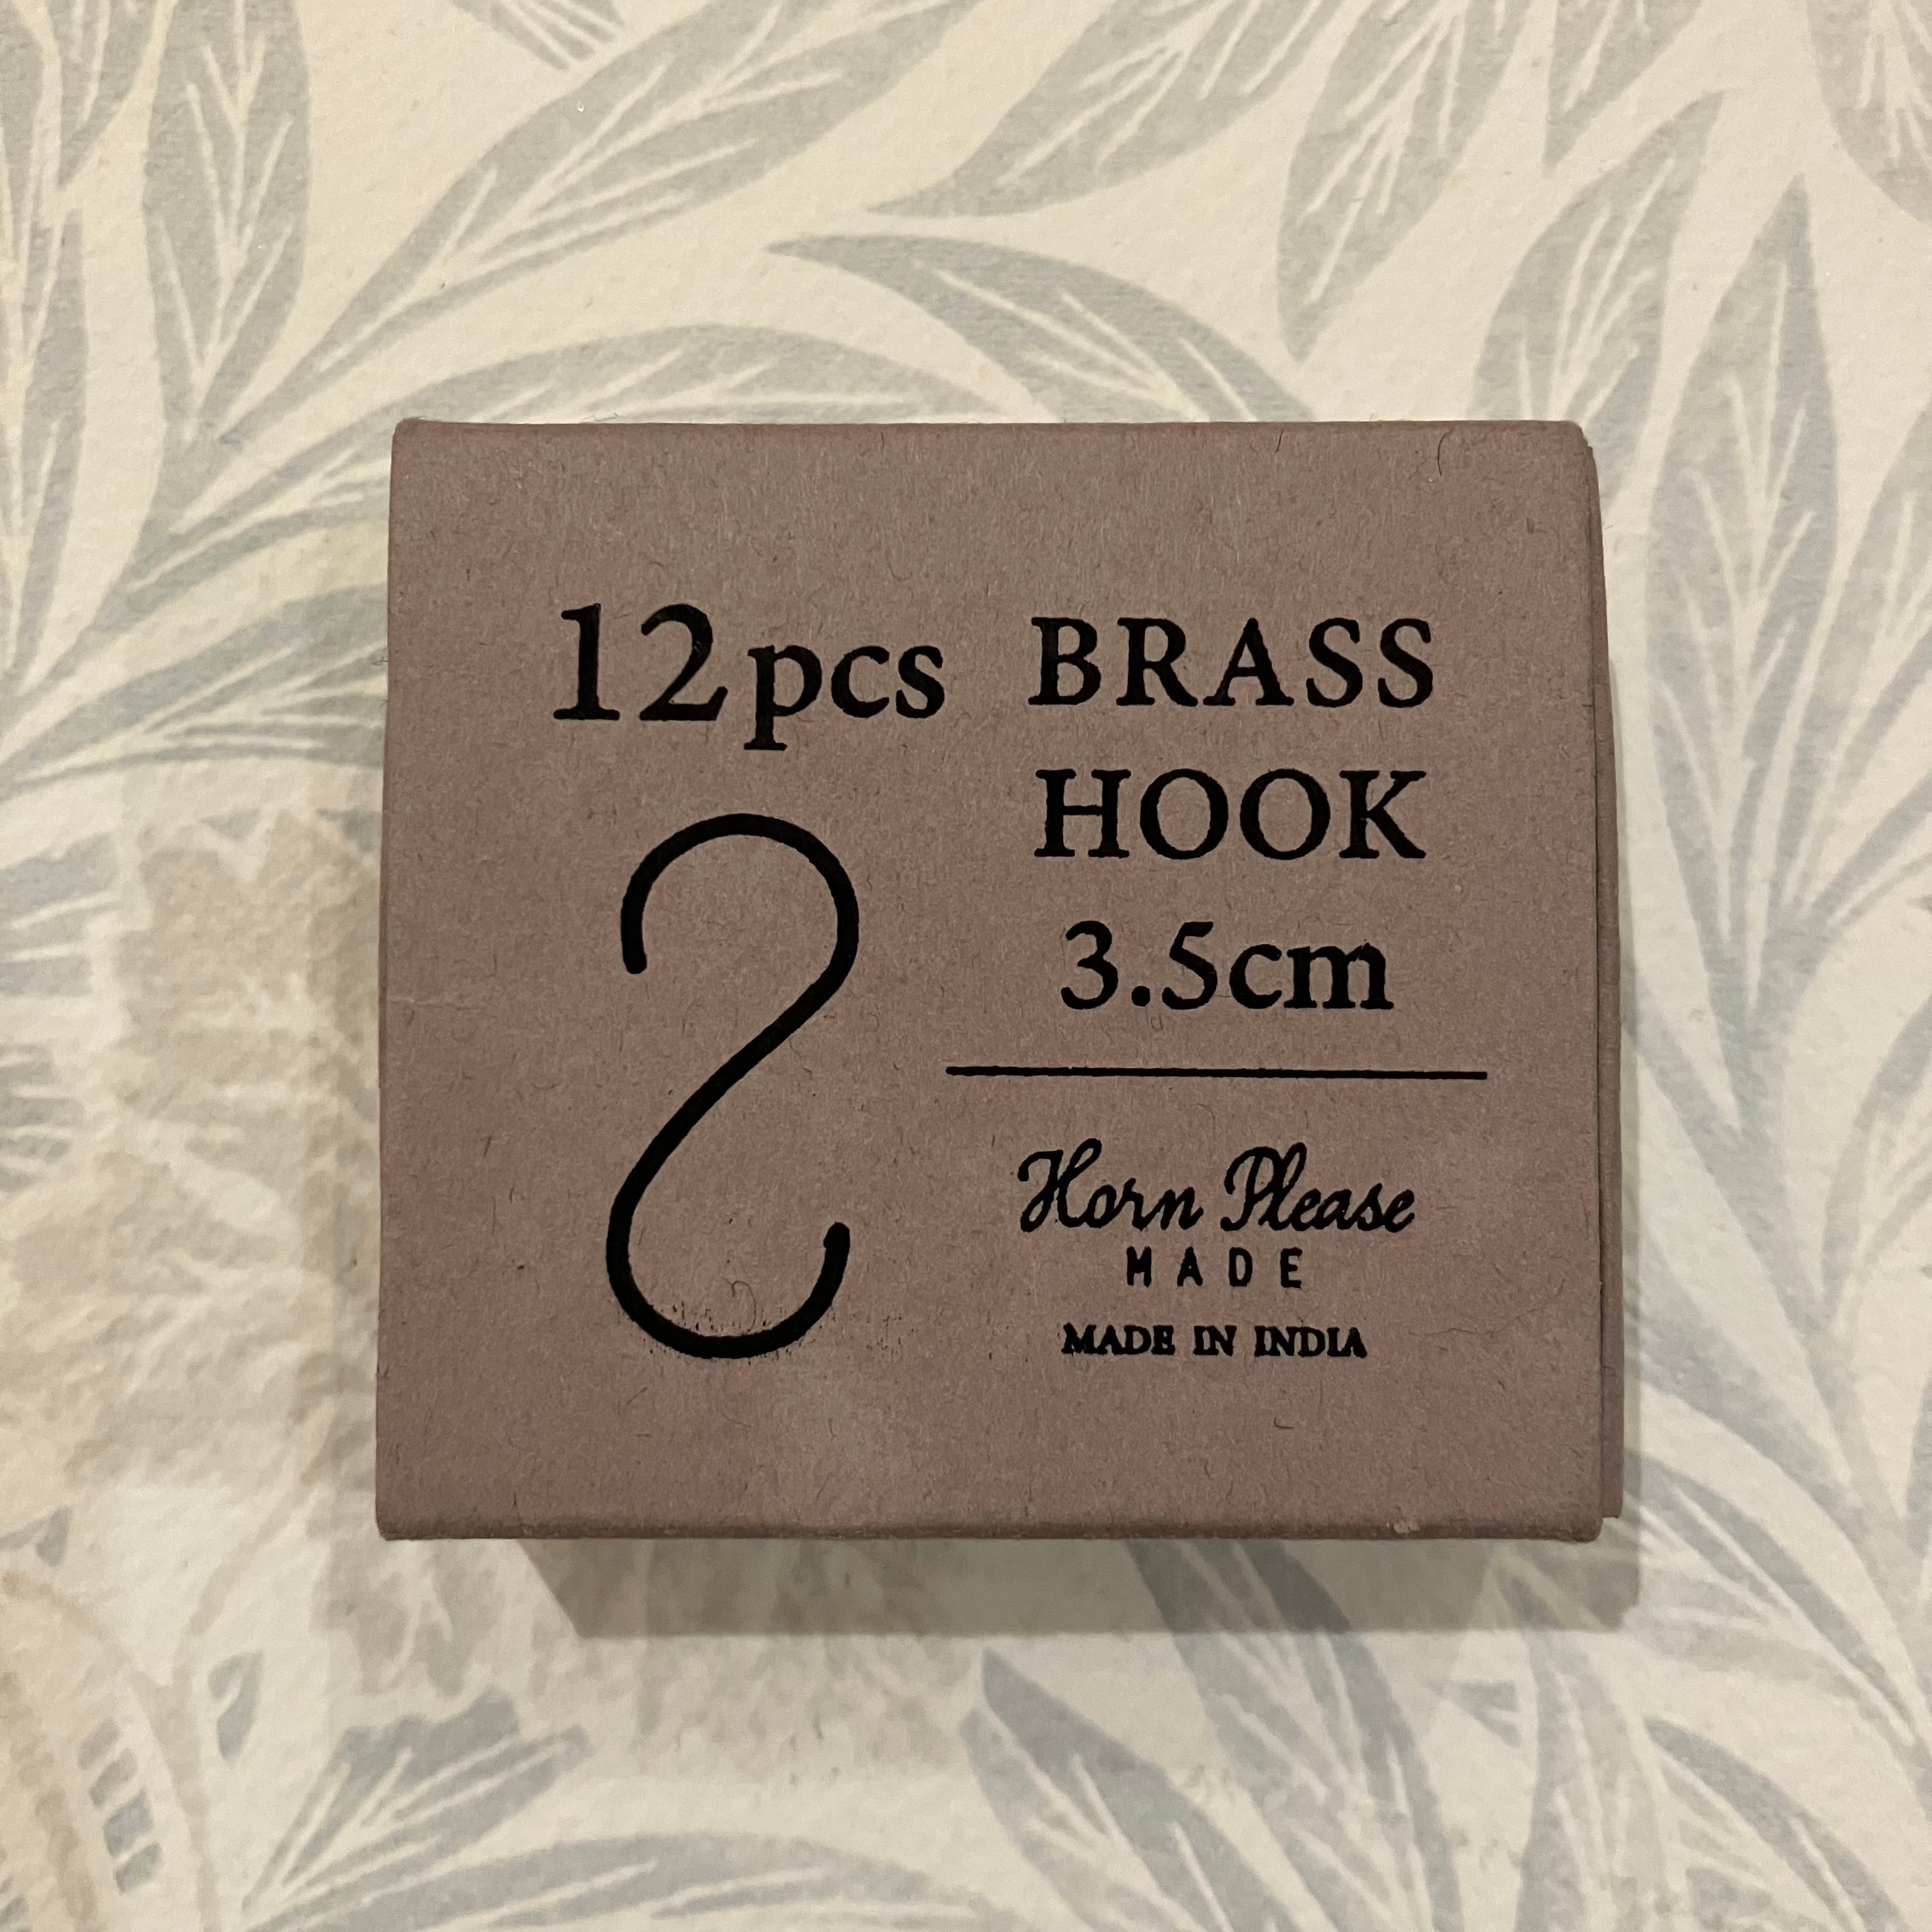 12pcs
BRASS
HOOK
3.5cm
Horn Please
MADE
MADE IN INDIA